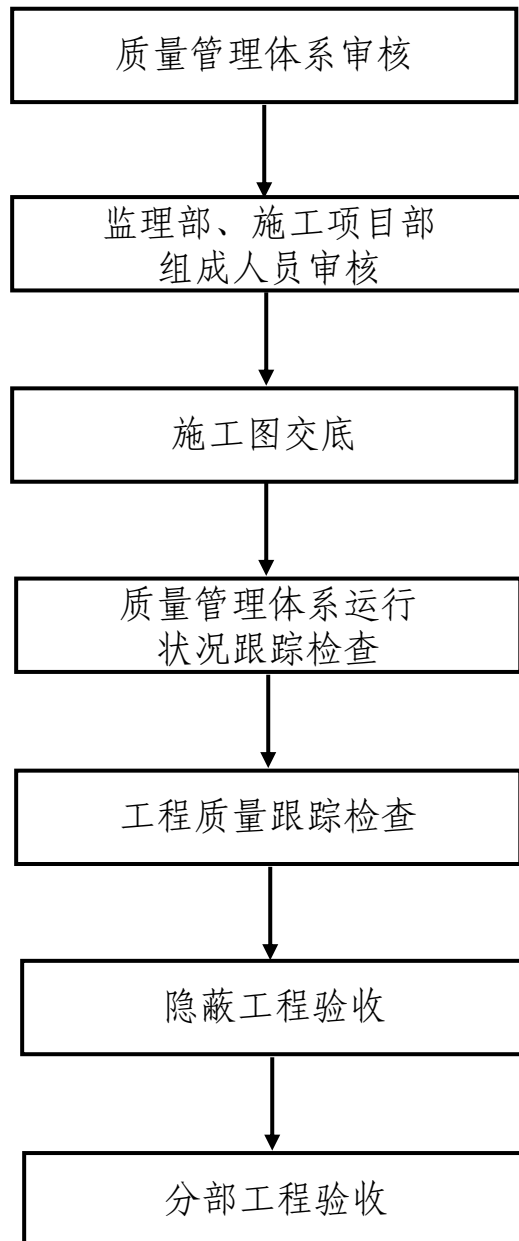 质量管理体系审核
监理部、施工项目部
组成人员审核
施工图交底
质量管理体系运行
状况跟踪检查
工程质量跟踪检查
隐蔽工程验收
分部工程验收